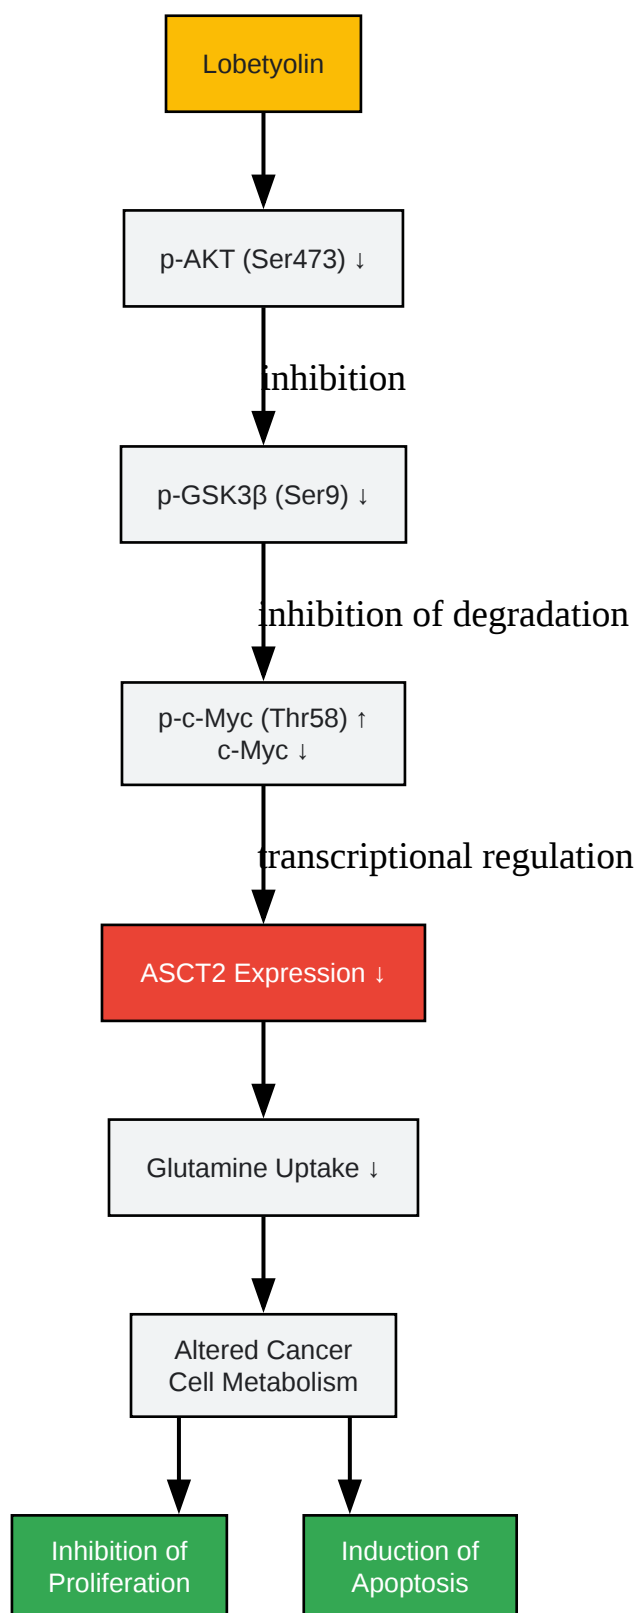 Lobetyolin
p-AKT (Ser473) ↓
inhibition
p-GSK3β (Ser9) ↓
inhibition of degradation
p-c-Myc (Thr58) ↑
c-Myc ↓
transcriptional regulation
ASCT2 Expression ↓
Glutamine Uptake ↓
Altered Cancer
Cell Metabolism
Inhibition of
Proliferation
Induction of
Apoptosis